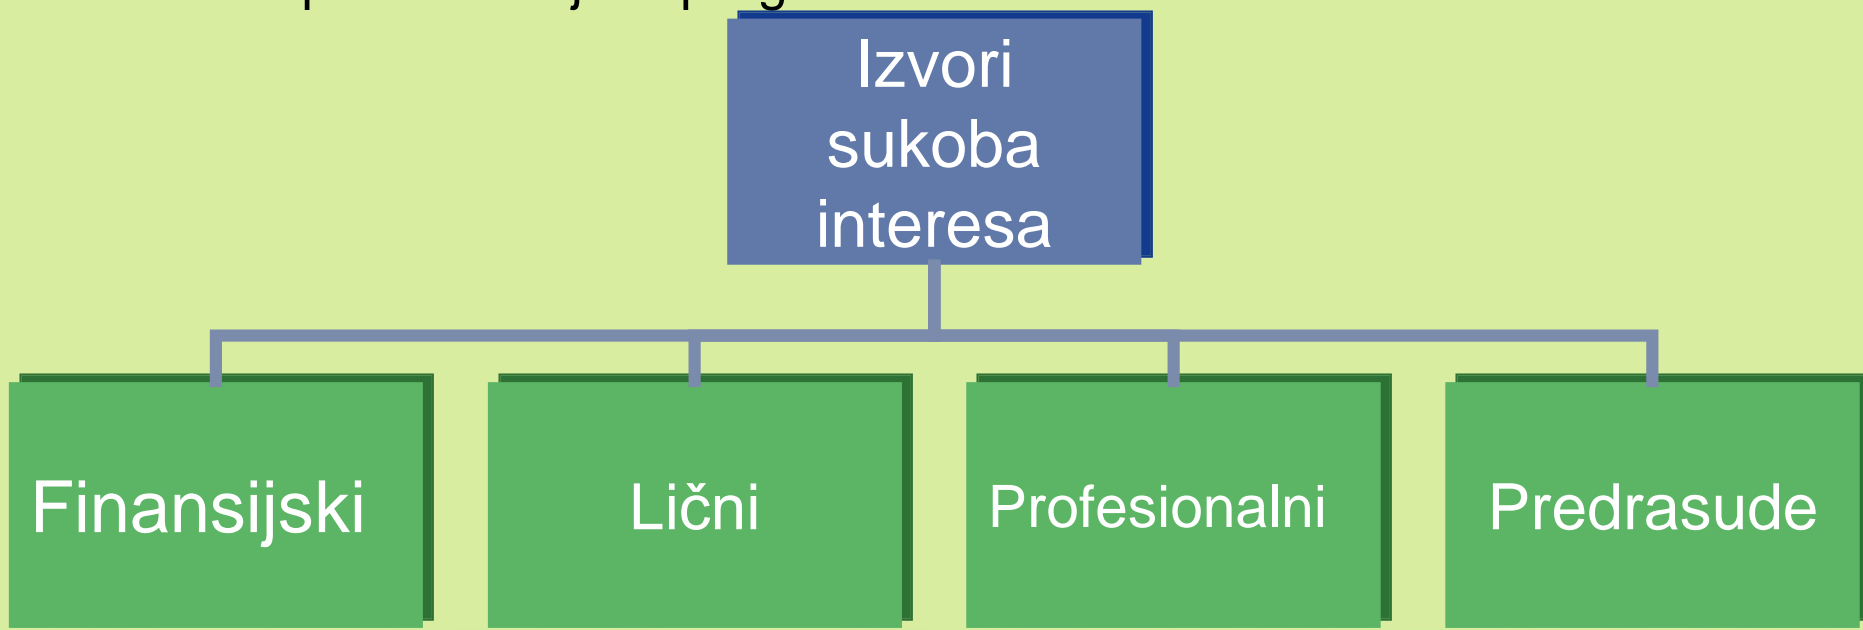 Izvori
sukoba
interesa
Finansijski
Lični
Profesionalni
Predrasude